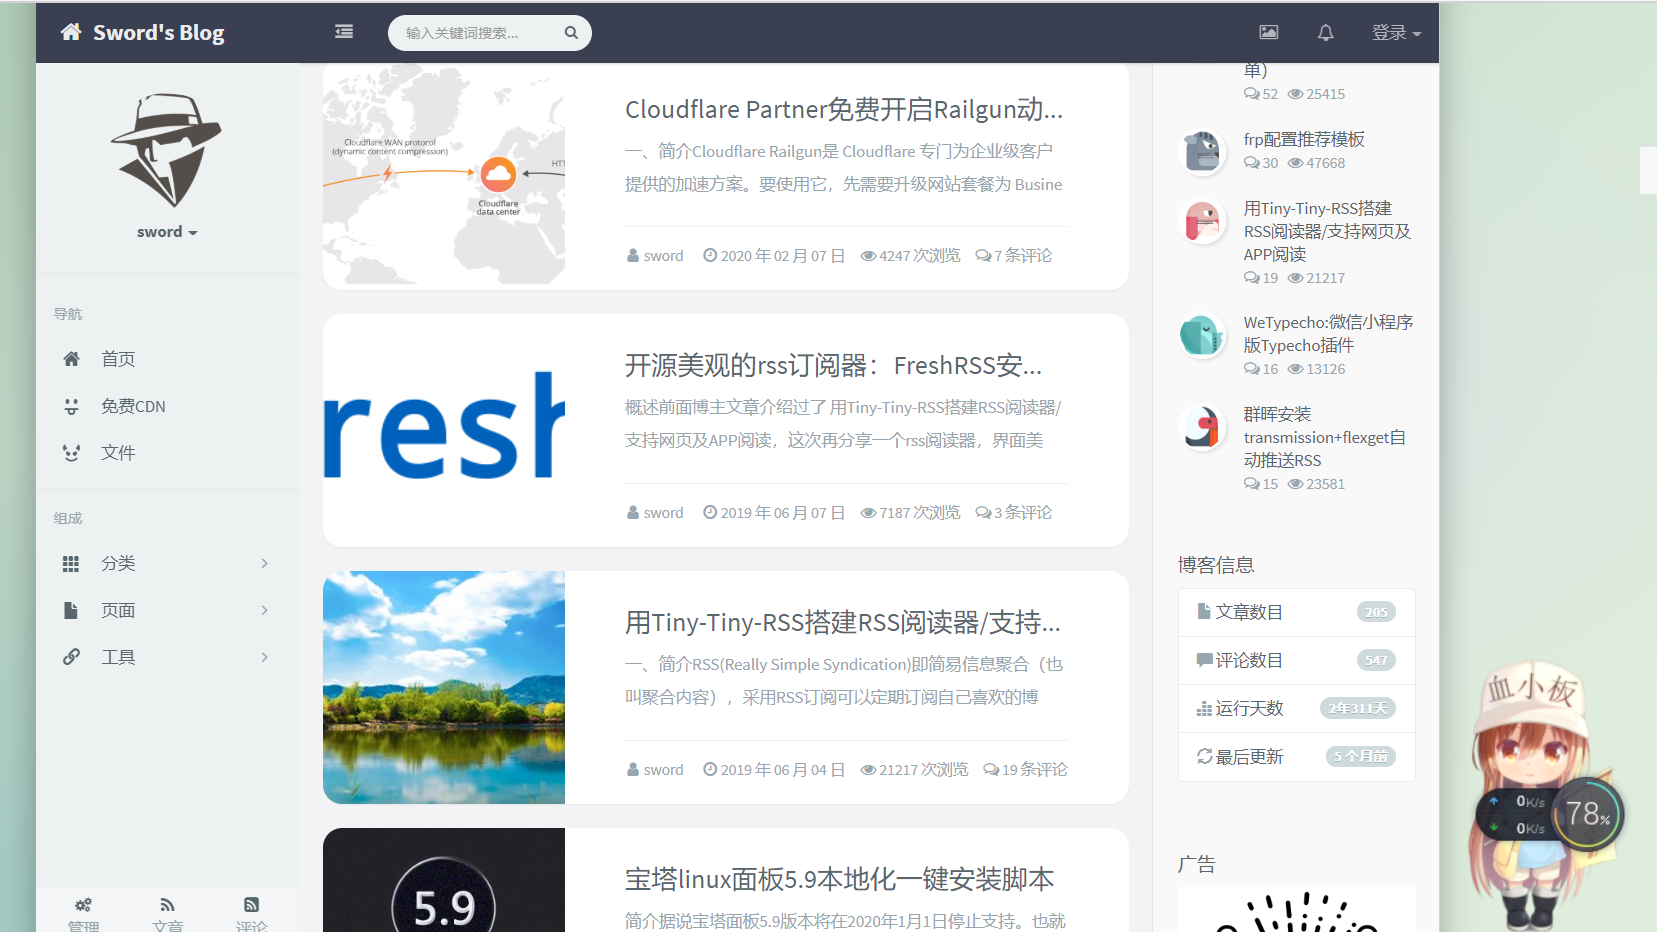 Sword's Blog
输入关键词搜索...
登录
sword
导航
首页
免费CDN
文件
组成
分类
页面
工具
管理
文章
评论
Cloudflare WAN protocol
(dynamic content compression)
HTT
Cloudflare
data center
Cloudflare Partner免费开启Railgun动...
一、简介Cloudflare Railgun是 Cloudflare 专门为企业级客户
提供的加速方案。要使用它，先需要升级网站套餐为 Busine
sword 2020 年 02 月 07 日 4247 次浏览 7 条评论
resh
开源美观的rss订阅器：FreshRSS安...
概述前面博主文章介绍过了 用Tiny-Tiny-RSS搭建RSS阅读器/
支持网页及APP阅读，这次再分享一个rss阅读器，界面美
sword 2019 年 06 月 07 日 7187 次浏览 3 条评论
用Tiny-Tiny-RSS搭建RSS阅读器/支持...
一、简介RSS(Really Simple Syndication)即简易信息聚合（也
叫聚合内容），采用RSS订阅可以定期订阅自己喜欢的博
sword 2019 年 06 月 04 日 21217 次浏览 19 条评论
5.9
宝塔linux面板5.9本地化一键安装脚本
简介据说宝塔面板5.9版本将在2020年1月1日停止支持。也就
单）
52 25415
frp配置推荐模板
30 47668
用Tiny-Tiny-RSS搭建
RSS阅读器/支持网页及
APP阅读
19 21217
WeTypecho:微信小程序
版Typecho插件
16 13126
群晖安装
transmission+flexget自
动推送RSS
15 23581
博客信息
文章数目 205
评论数目 547
运行天数 2年311天
最后更新 5 个月前
广告
血小板
0K/s
0K/s
78%